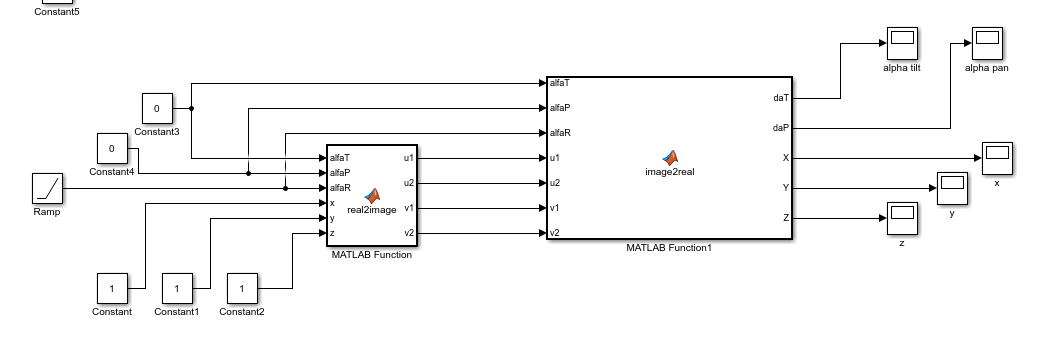 Constant5
alpha tilt
alpha pan
0
Constant3
0
Constant4
Ramp
1
Constant
1
Constant1
1
Constant2
alfaT
alfaP
alfaR
x
y
z
real2image
u1
u2
v1
v2
MATLAB Function
alfaT
alfaP
alfaR
u1
u2
v1
v2
image2real
daT
daP
X
Y
Z
MATLAB Function1
x
y
z